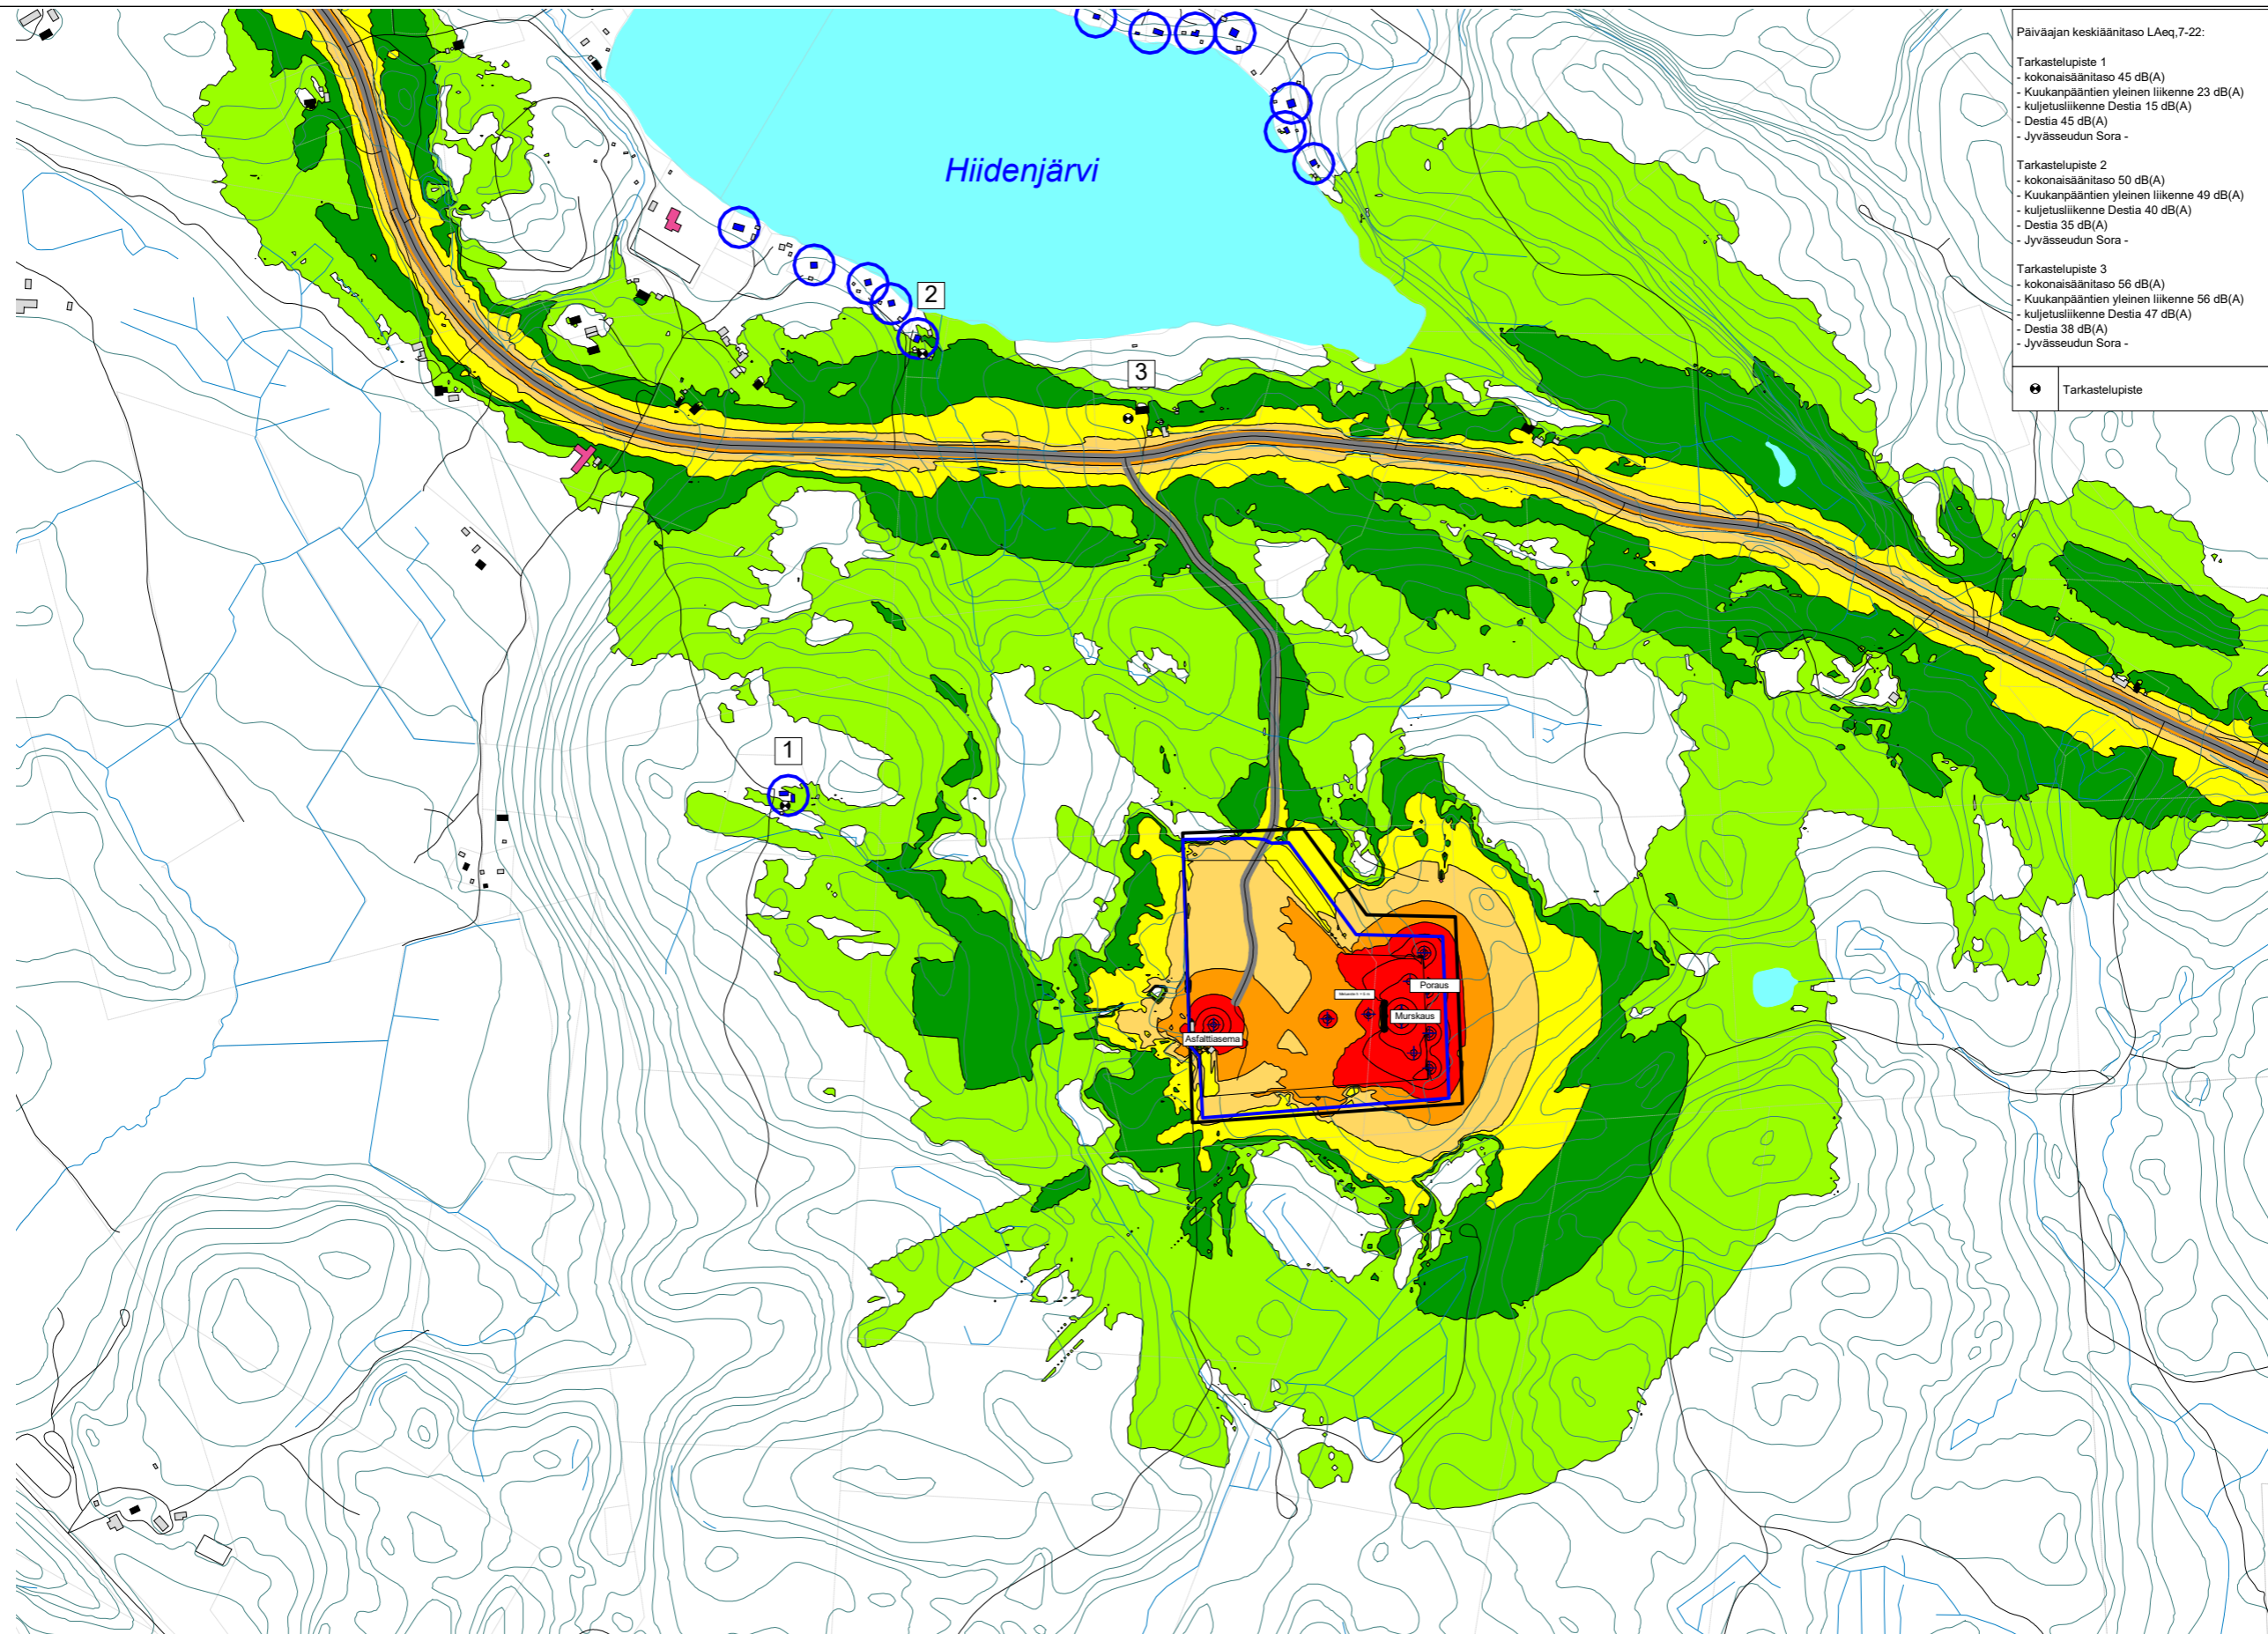 Päiväajan keskiäänitaso LAeq,7-22:
Tarkastelupiste 1
- kokonaisäänitaso 45 dB(A)
- Kuukanpääntien yleinen liikenne 23 dB(A)
- kuljetusliikenne Destia 15 dB(A)
- Destia 45 dB(A)
- Jyvässeudun Sora -
Tarkastelupiste 2
- kokonaisäänitaso 50 dB(A)
- Kuukanpääntien yleinen liikenne 49 dB(A)
- kuljetusliikenne Destia 40 dB(A)
- Destia 35 dB(A)
- Jyvässeudun Sora -
Tarkastelupiste 3
- kokonaisäänitaso 56 dB(A)
- Kuukanpääntien yleinen liikenne 56 dB(A)
- kuljetusliikenne Destia 47 dB(A)
- Destia 38 dB(A)
- Jyvässeudun Sora -
Tarkastelupiste
Hiidenjärvi
2
3
1
Poraus
Murskaus
Asfalttiasema